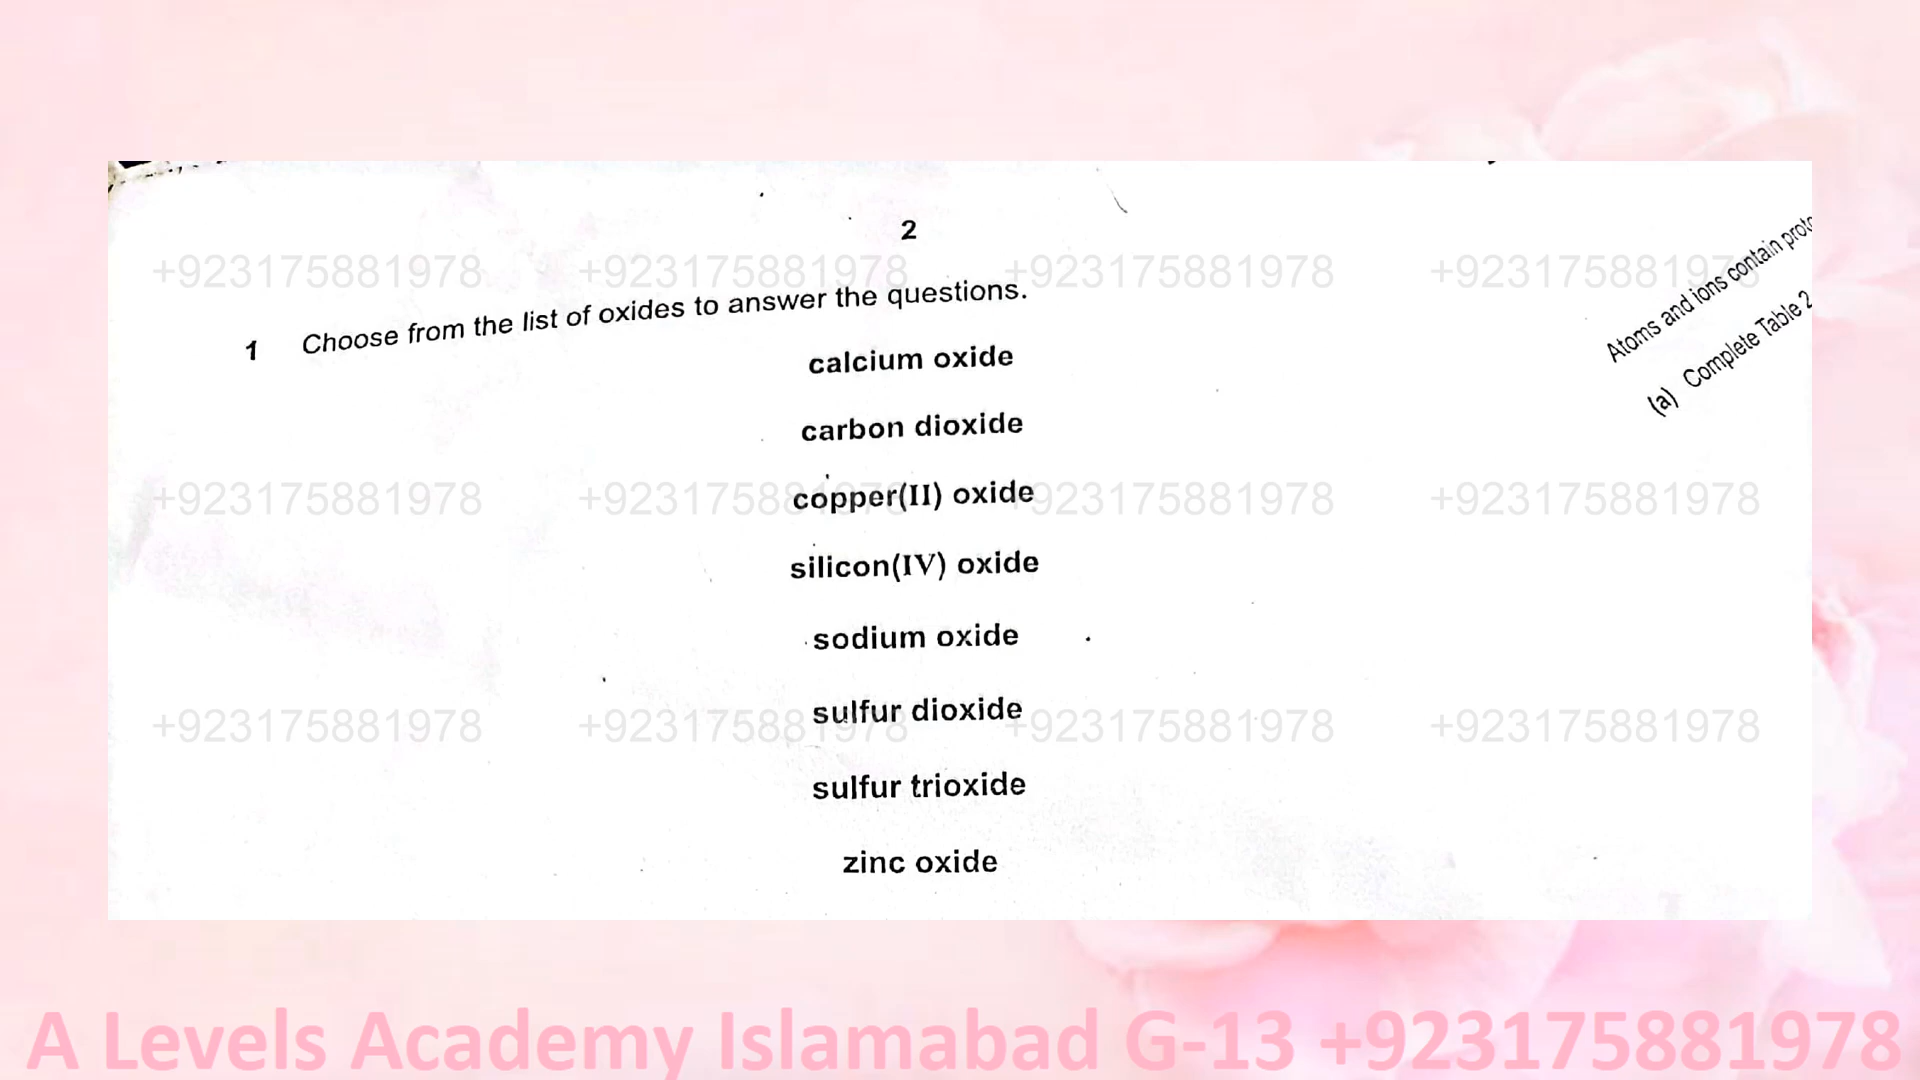 2
+923175881978 +923175881978 +923175881978 +923175881978
1 Choose from the list of oxides to answer the questions.
Atoms and ions contain
(a) Complete Table 2
calcium oxide
carbon dioxide
+923175881978 +923175881978 +923175881978 +923175881978
copper(II) oxide
silicon(IV) oxide
sodium oxide
sulfur dioxide
+923175881978 +923175881978 +923175881978 +923175881978
sulfur trioxide
zinc oxide
A Levels Academy Islamabad G-13 +923175881978